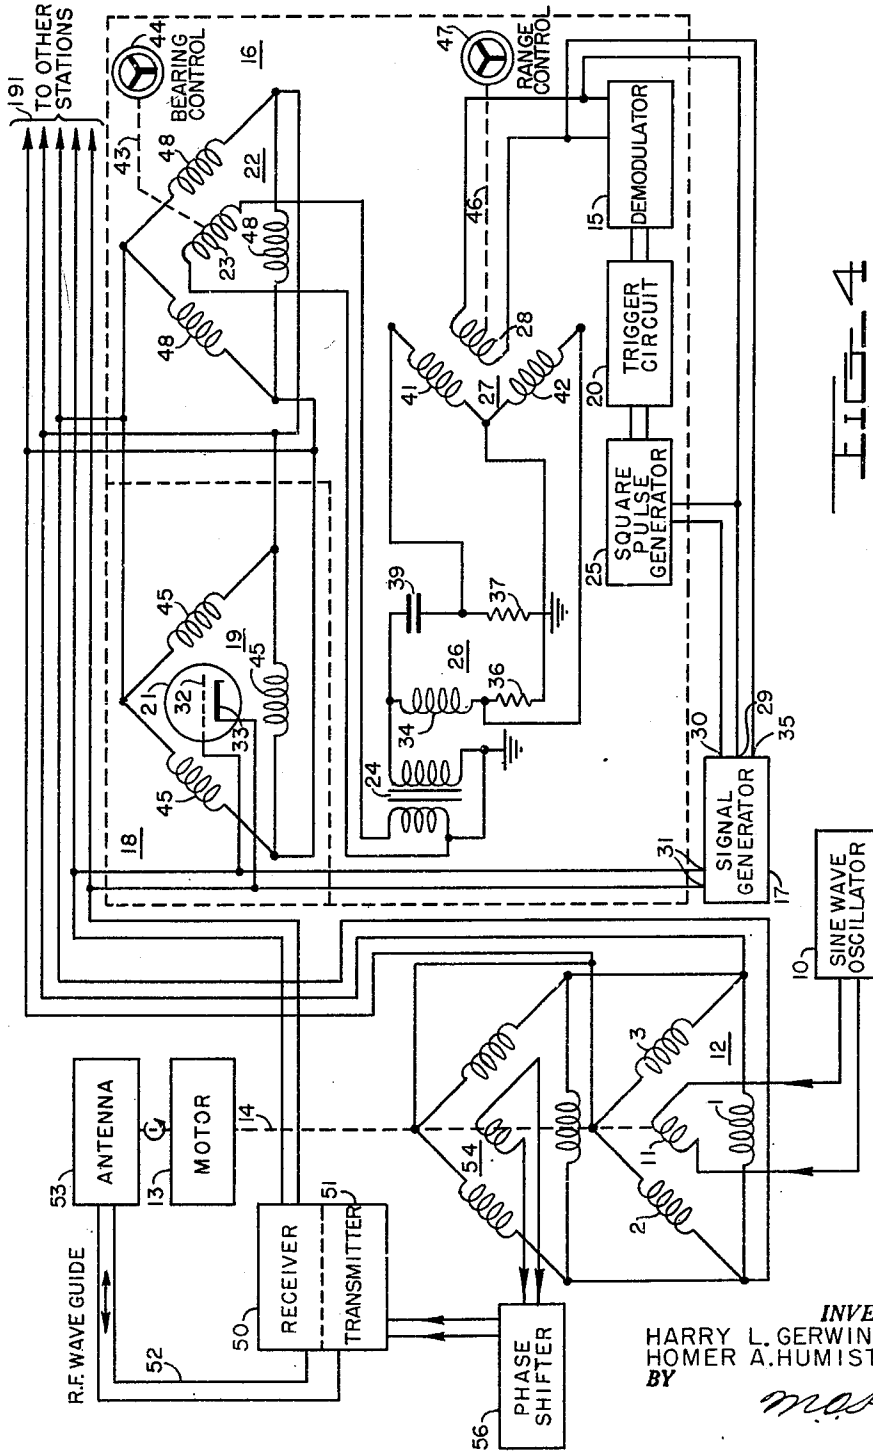 191
TO OTHER
STATIONS
44
BEARING
CONTROL
43
16
48
22
23
48
48
47
RANGE
CONTROL
46
28
41
27
42
15
DEMODULATOR
20
TRIGGER
CIRCUIT
25
SQUARE
PULSE
GENERATOR
18
45
45
45
19
21
32
33
39
37
26
36
34
24
30
29
35
31
SIGNAL
GENERATOR
17
SINE WAVE
OSCILLATOR
10
53
ANTENNA
13
MOTOR
14
R.F. WAVE GUIDE
52
50
RECEIVER
TRANSMITTER
51
54
56
PHASE
SHIFTER
3
12
11
1
2
FIG_4
INVE
HARRY L. GERWIN
HOMER A. HUMIST
BY